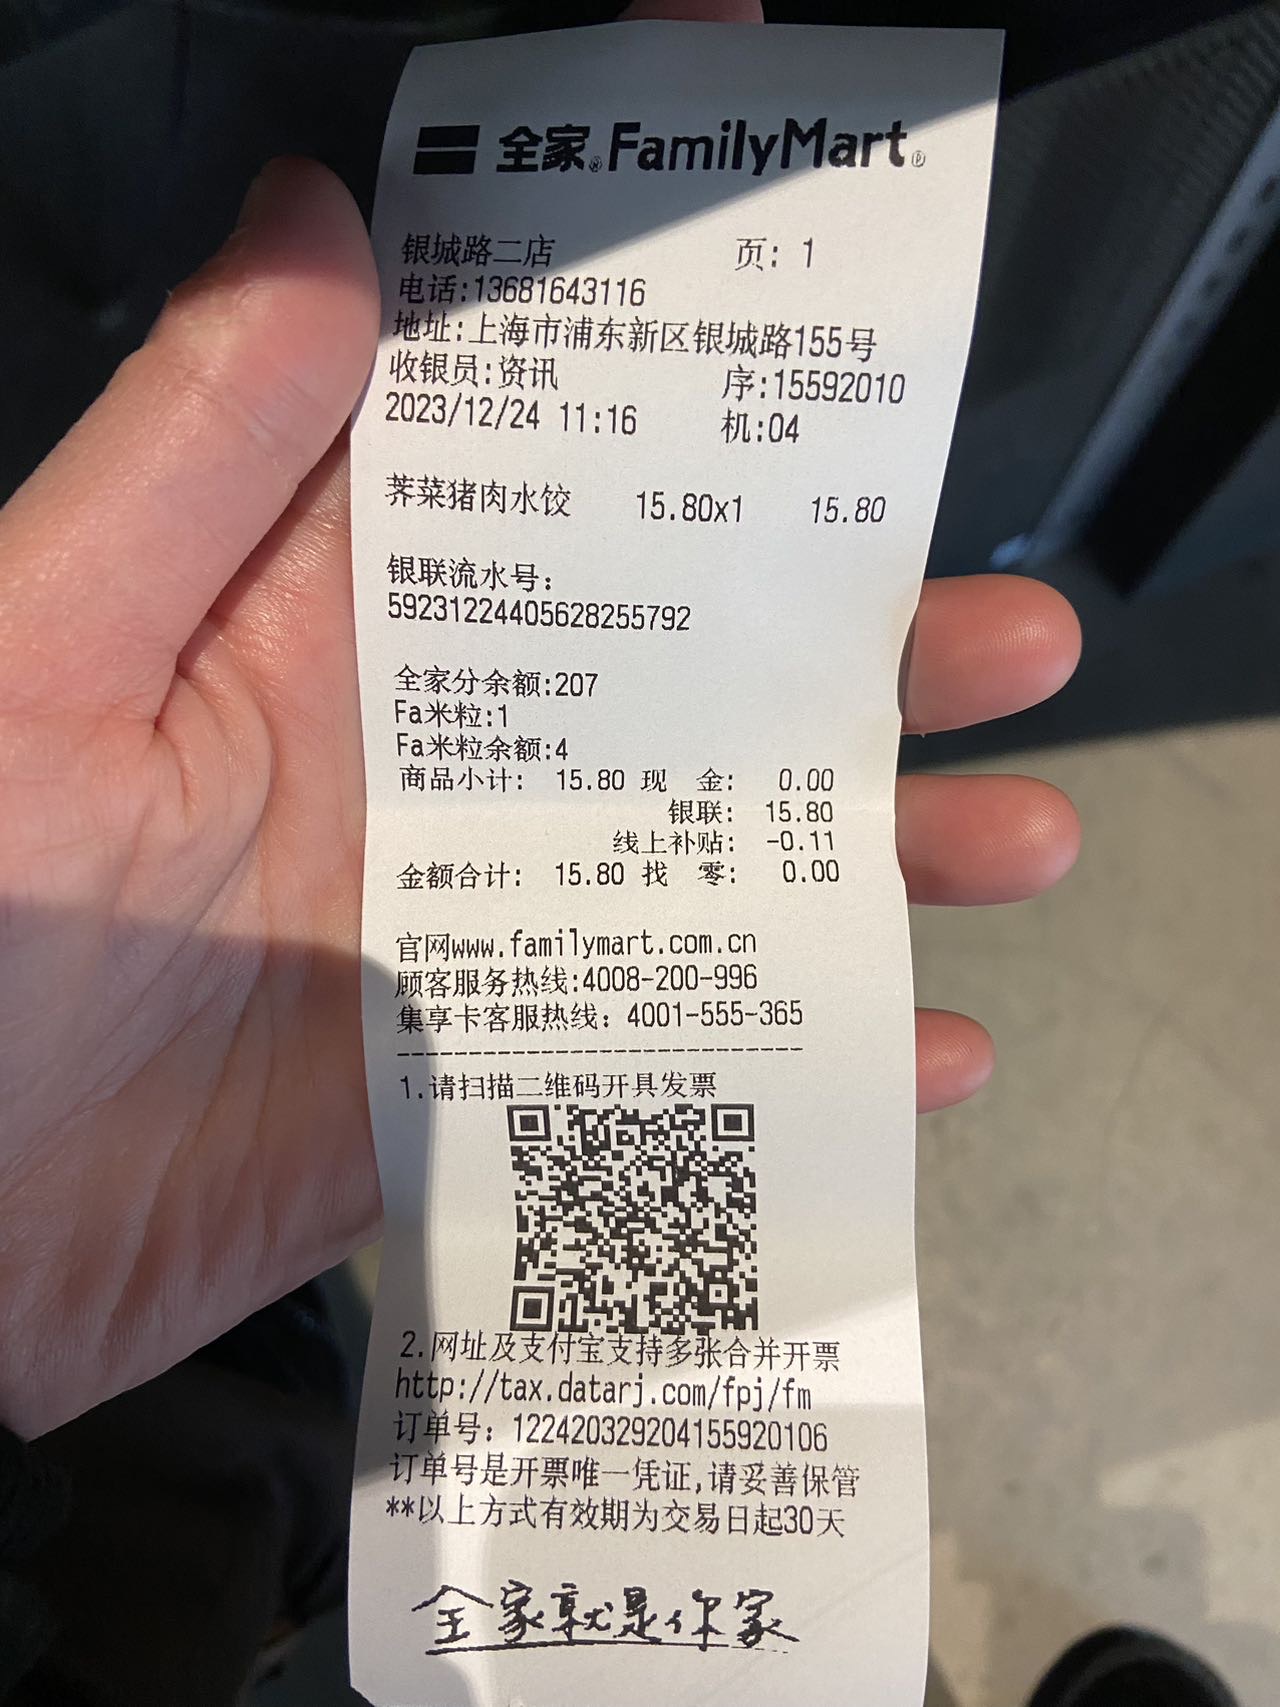 全家 FamilyMart
银城路二店 页: 1
电话:13681643116
地址:上海市浦东新区银城路155号
收银员:资讯 序:15592010
2023/12/24 11:16 机:04
荠菜猪肉水饺 15.80x1 15.80
银联流水号:
59231224405628255792
全家分余额:207
Fa米粒:1
Fa米粒余额:4
商品小计: 15.80 现 金: 0.00
银联: 15.80
线上补贴: -0.11
金额合计: 15.80 找 零: 0.00
官网www.familymart.com.cn
顾客服务热线:4008-200-996
集享卡客服热线: 4001-555-365
----------------------------
1.请扫描二维码开具发票
2.网址及支付宝支持多张合并开票
http://tax.datarj.com/fpj/fm
订单号: 122420329204155920106
订单号是开票唯一凭证,请妥善保管
**以上方式有效期为交易日起30天
全家就是你家